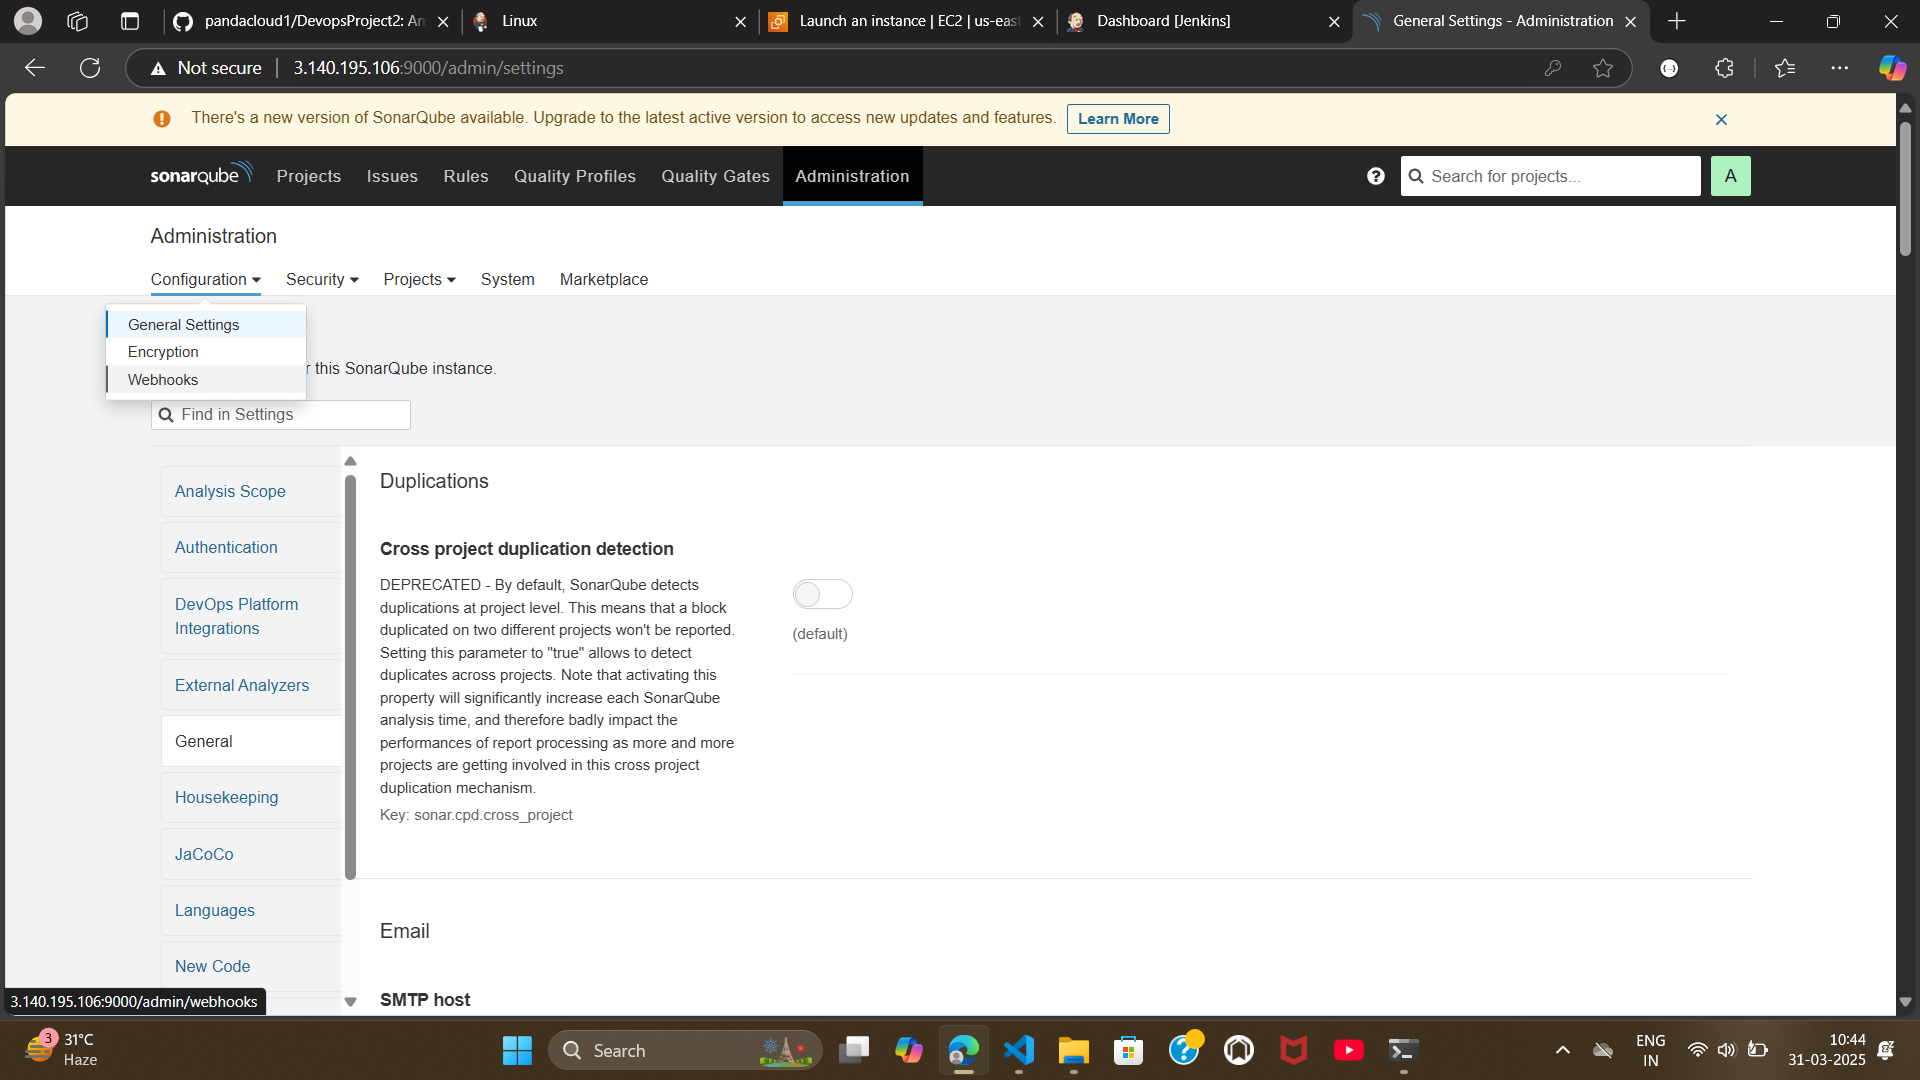 pandacloud1/DevopsProject2: Am
Linux
Launch an instance | EC2 | us-east
Dashboard [Jenkins]
General Settings - Administration
Not secure
3.140.195.106:9000/admin/settings
There's a new version of SonarQube available. Upgrade to the latest active version to access new updates and features.
Learn More
sonarqube
Projects
Issues
Rules
Quality Profiles
Quality Gates
Administration
Search for projects...
A
Administration
Configuration
Security
Projects
System
Marketplace
General Settings
Encryption
Webhooks
this SonarQube instance.
Find in Settings
Analysis Scope
Authentication
DevOps Platform
Integrations
External Analyzers
General
Housekeeping
JaCoCo
Languages
New Code
Duplications
Cross project duplication detection
DEPRECATED - By default, SonarQube detects
duplications at project level. This means that a block
duplicated on two different projects won't be reported.
Setting this parameter to "true" allows to detect
duplicates across projects. Note that activating this
property will significantly increase each SonarQube
analysis time, and therefore badly impact the
performances of report processing as more and more
projects are getting involved in this cross project
duplication mechanism.
Key: sonar.cpd.cross_project
(default)
Email
SMTP host
3.140.195.106:9000/admin/webhooks
3
31°C
Haze
Search
ENG
IN
10:44
31-03-2025